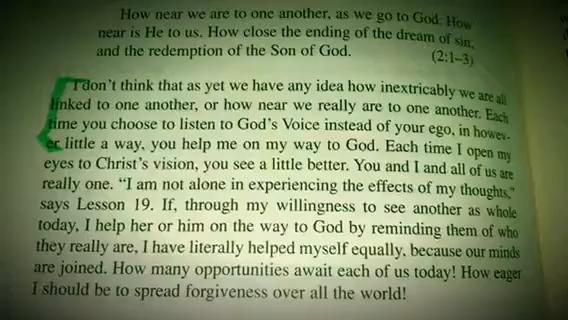 How near we are to one another, as we go to God. How
near is He to us. How close the ending of the dream of sin,
and the redemption of the Son of God. (2:1–3)
I don't think that as yet we have any idea how inextricably we are all
linked to one another, or how near we really are to one another. Each
time you choose to listen to God's Voice instead of your ego, in howev-
er little a way, you help me on my way to God. Each time I open my
eyes to Christ's vision, you see a little better. You and I and all of us are
really one. “I am not alone in experiencing the effects of my thoughts,”
says Lesson 19. If, through my willingness to see another as whole
today, I help her or him on the way to God by reminding them of who
they really are, I have literally helped myself equally, because our minds
are joined. How many opportunities await each of us today! How eager
I should be to spread forgiveness over all the world!